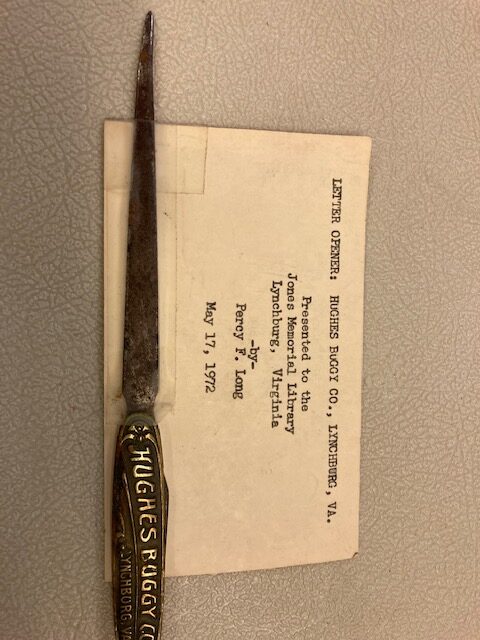 LETTER OPENER: HUGHES BUGGY CO., LYNCHBURG, VA.
Presented to the
Jones Memorial Library
Lynchburg, Virginia
-by-
Percy F. Long
May 17, 1972
HUGHES BUGGY CO
LYNCHBURG, VA